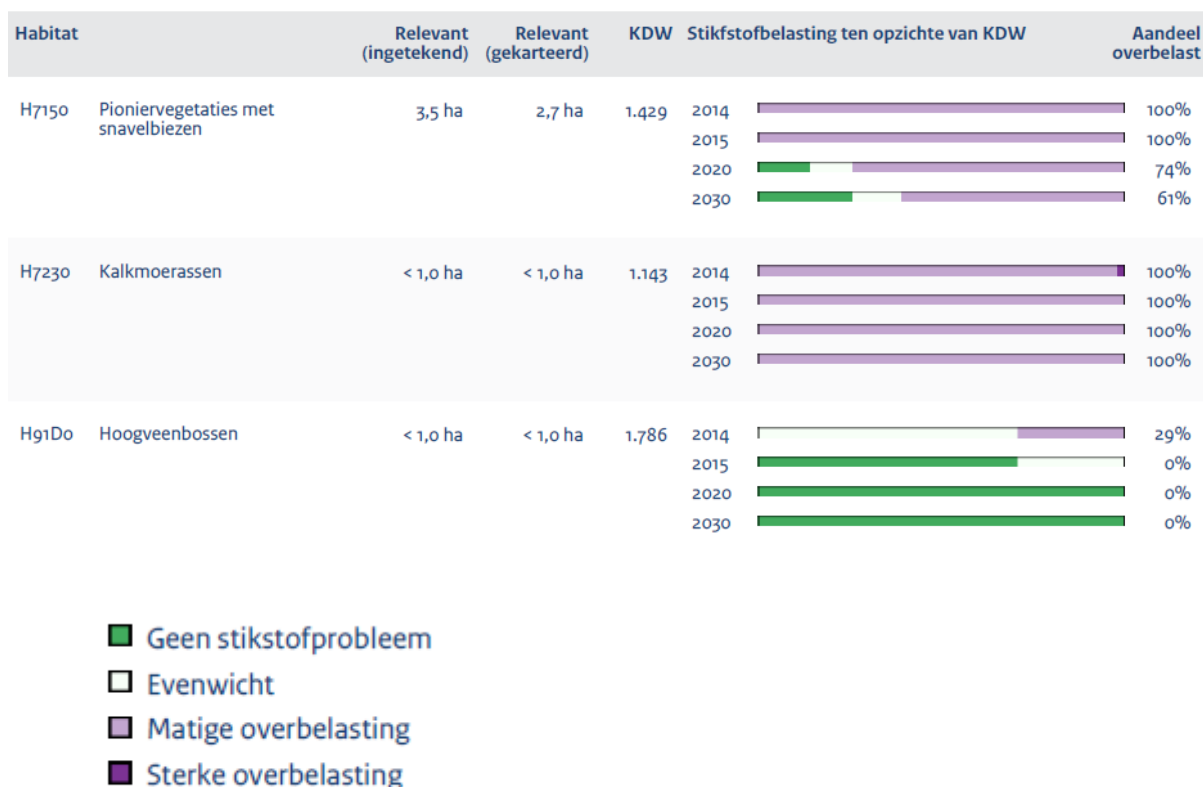 Habitat Relevant (ingetekend) Relevant (gekarteerd) KDW Stikfstofbelasting ten opzichte van KDW Aandeel overbelast
H7150 Pioniervegetaties met snavelbiezen 3,5 ha 2,7 ha 1.429 2014 100%
2015 100%
2020 74%
2030 61%
H7230 Kalkmoerassen < 1,0 ha < 1,0 ha 1.143 2014 100%
2015 100%
2020 100%
2030 100%
H91D0 Hoogveenbossen < 1,0 ha < 1,0 ha 1.786 2014 29%
2015 0%
2020 0%
2030 0%
Geen stikstofprobleem
Evenwicht
Matige overbelasting
Sterke overbelasting